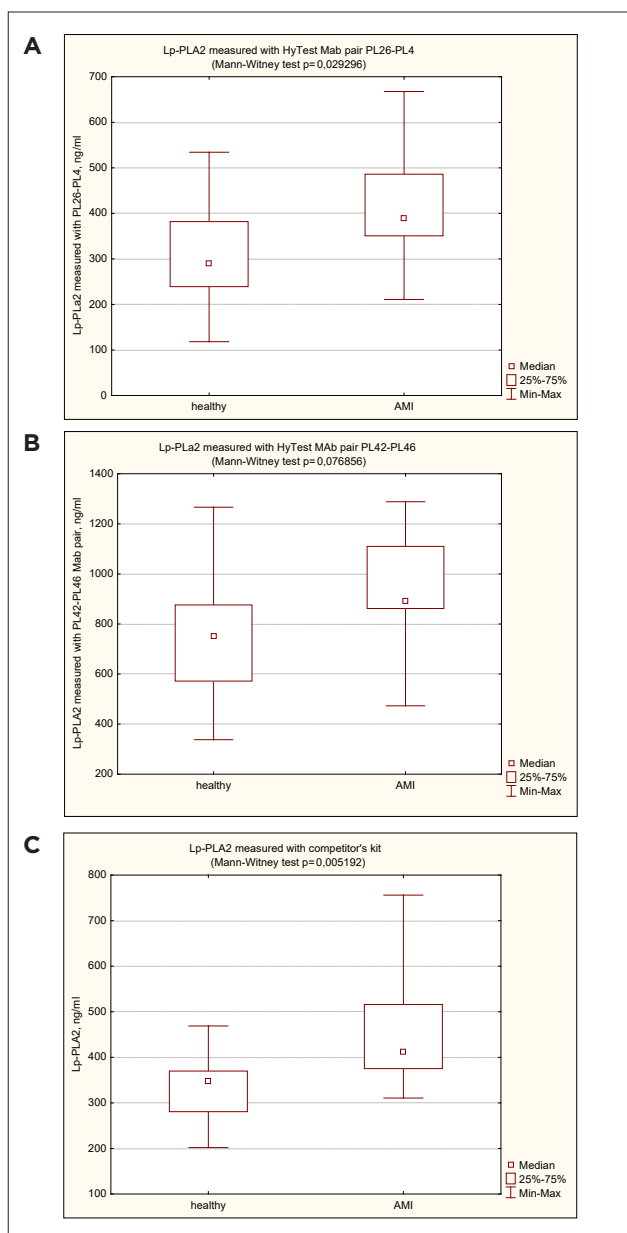 A
Lp-PLA2 measured with HyTest Mab pair PL26-PL4
(Mann-Witney test p=0,029296)
Lp-PLa2 measured with PL26-PL4, ng/ml
700
600
500
400
300
200
100
0
healthy
AMI
Median
25%-75%
Min-Max
B
Lp-PLa2 measured with HyTest MAb pair PL42-PL46
(Mann-Witney test p=0,076856)
Lp-PLA2 measured with PL42-PL46 Mab pair, ng/ml
1400
1200
1000
800
600
400
200
healthy
AMI
Median
25%-75%
Min-Max
C
Lp-PLA2 measured with competitor's kit
(Mann-Witney test p=0,005192)
Lp-PLA2, ng/ml
800
700
600
500
400
300
200
100
healthy
AMI
Median
25%-75%
Min-Max